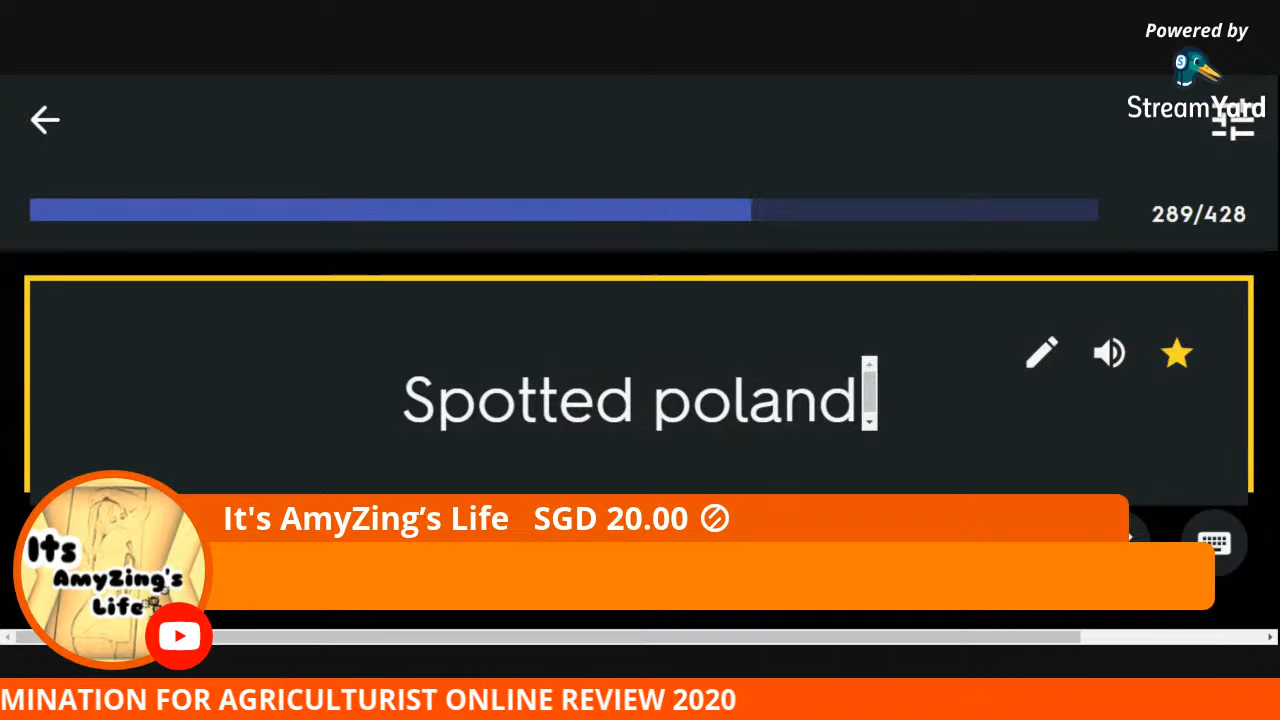 Powered by
StreamYard
289/428
Spotted poland
It's AmyZing's Life SGD 20.00
Its
AmyZing's
Life
MINATION FOR AGRICULTURIST ONLINE REVIEW 2020